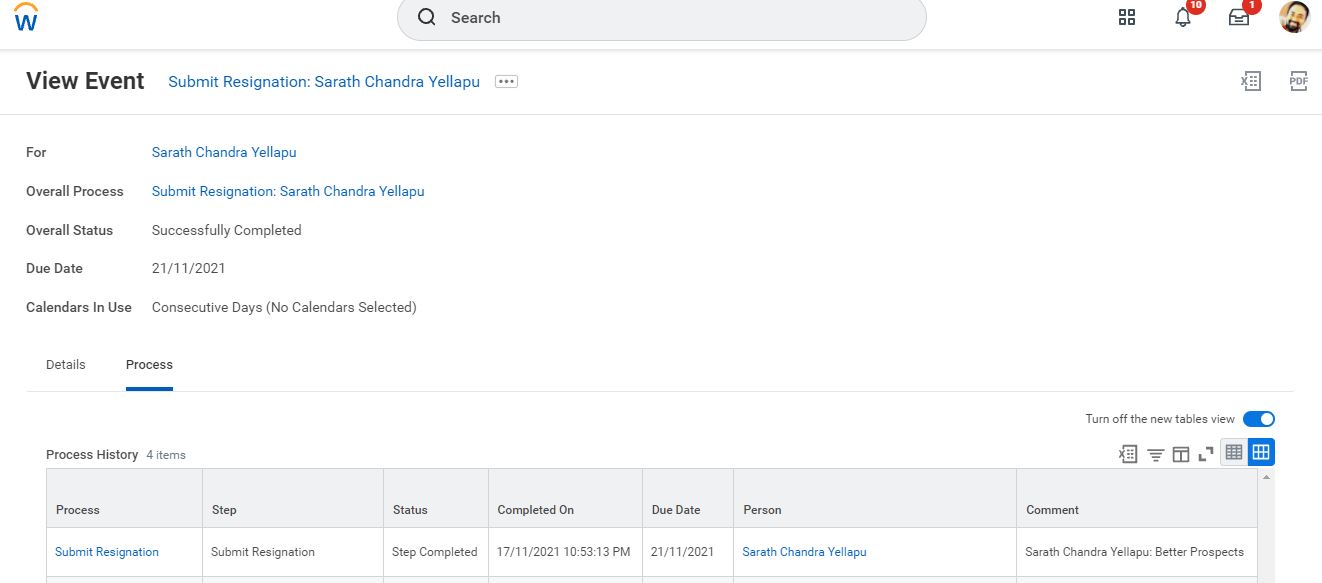 W
Search
10
1
View Event Submit Resignation: Sarath Chandra Yellapu
X PDF
For Sarath Chandra Yellapu
Overall Process Submit Resignation: Sarath Chandra Yellapu
Overall Status Successfully Completed
Due Date 21/11/2021
Calendars In Use Consecutive Days (No Calendars Selected)
Details Process
Turn off the new tables view
Process History 4 items
X
Process Step Status Completed On Due Date Person Comment
Submit Resignation Submit Resignation Step Completed 17/11/2021 10:53:13 PM 21/11/2021 Sarath Chandra Yellapu Sarath Chandra Yellapu: Better Prospects